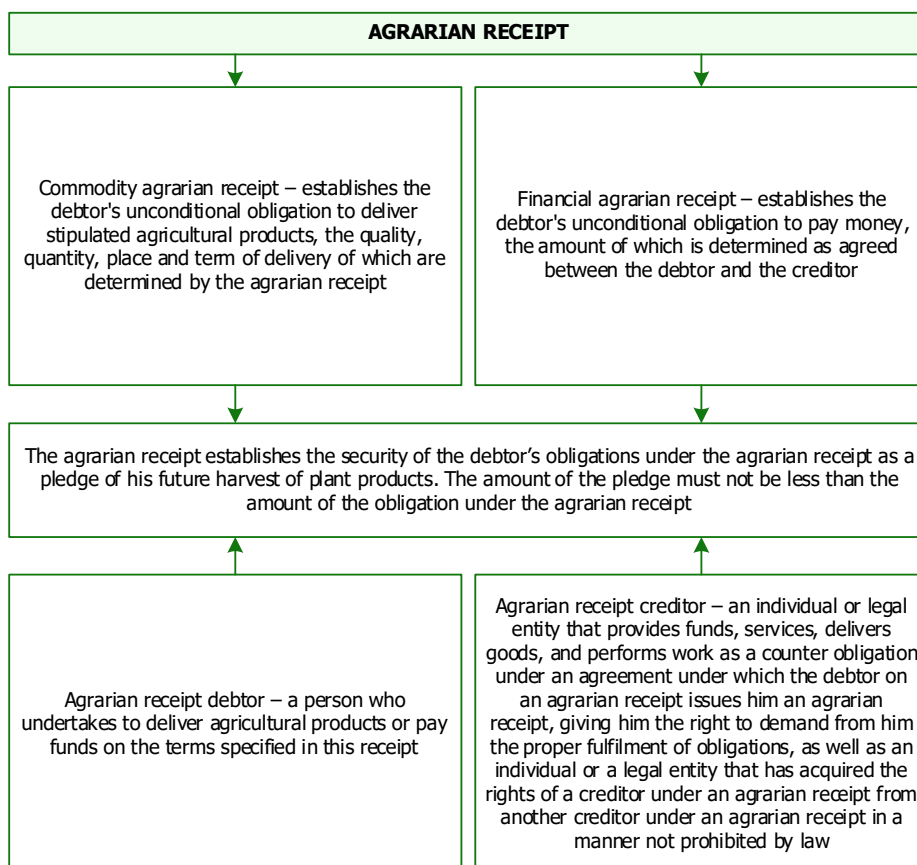 AGRARIAN RECEIPT
Commodity agrarian receipt – establishes the
debtor's unconditional obligation to deliver
stipulated agricultural products, the quality,
quantity, place and term of delivery of which are
determined by the agrarian receipt
Financial agrarian receipt – establishes the
debtor's unconditional obligation to pay money,
the amount of which is determined as agreed
between the debtor and the creditor
The agrarian receipt establishes the security of the debtor’s obligations under the agrarian receipt as a
pledge of his future harvest of plant products. The amount of the pledge must not be less than the
amount of the obligation under the agrarian receipt
Agrarian receipt debtor – a person who
undertakes to deliver agricultural products or pay
funds on the terms specified in this receipt
Agrarian receipt creditor – an individual or legal
entity that provides funds, services, delivers
goods, and performs work as a counter obligation
under an agreement under which the debtor on
an agrarian receipt issues him an agrarian
receipt, giving him the right to demand from him
the proper fulfilment of obligations, as well as an
individual or a legal entity that has acquired the
rights of a creditor under an agrarian receipt from
another creditor under an agrarian receipt in a
manner not prohibited by law